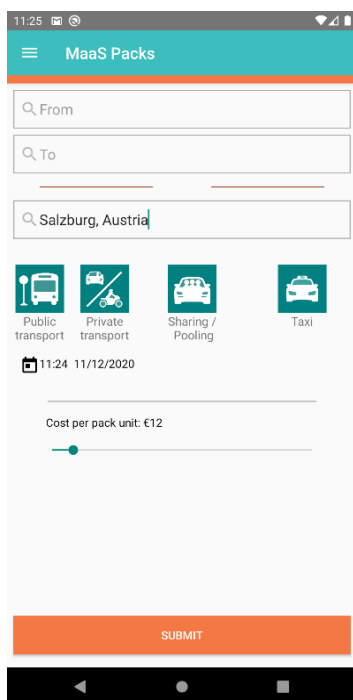 11:25
MaaS Packs
From
To
Salzburg, Austria
Public transport
Private transport
Sharing / Pooling
Taxi
11:24 11/12/2020
Cost per pack unit: €12
SUBMIT